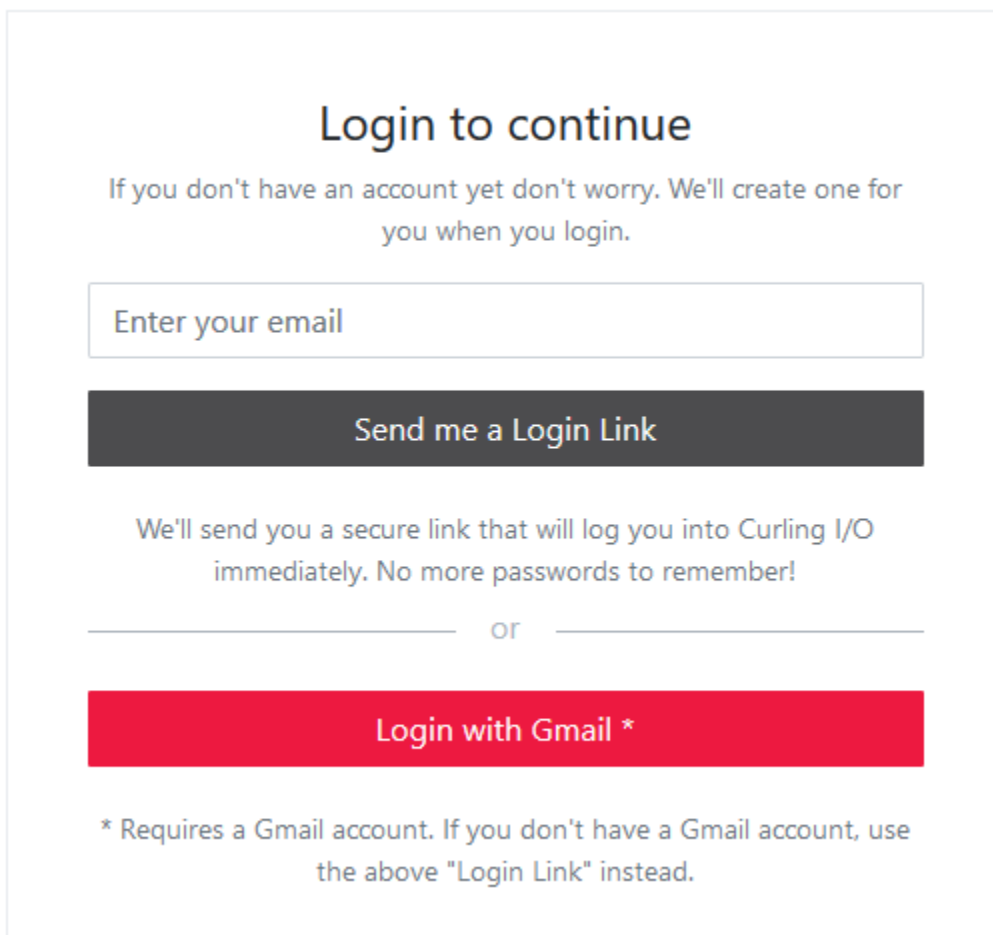 Login to continue
If you don't have an account yet don't worry. We'll create one for
you when you login.
Enter your email
Send me a Login Link
We'll send you a secure link that will log you into Curling I/O
immediately. No more passwords to remember!
or
Login with Gmail *
* Requires a Gmail account. If you don't have a Gmail account, use
the above "Login Link" instead.